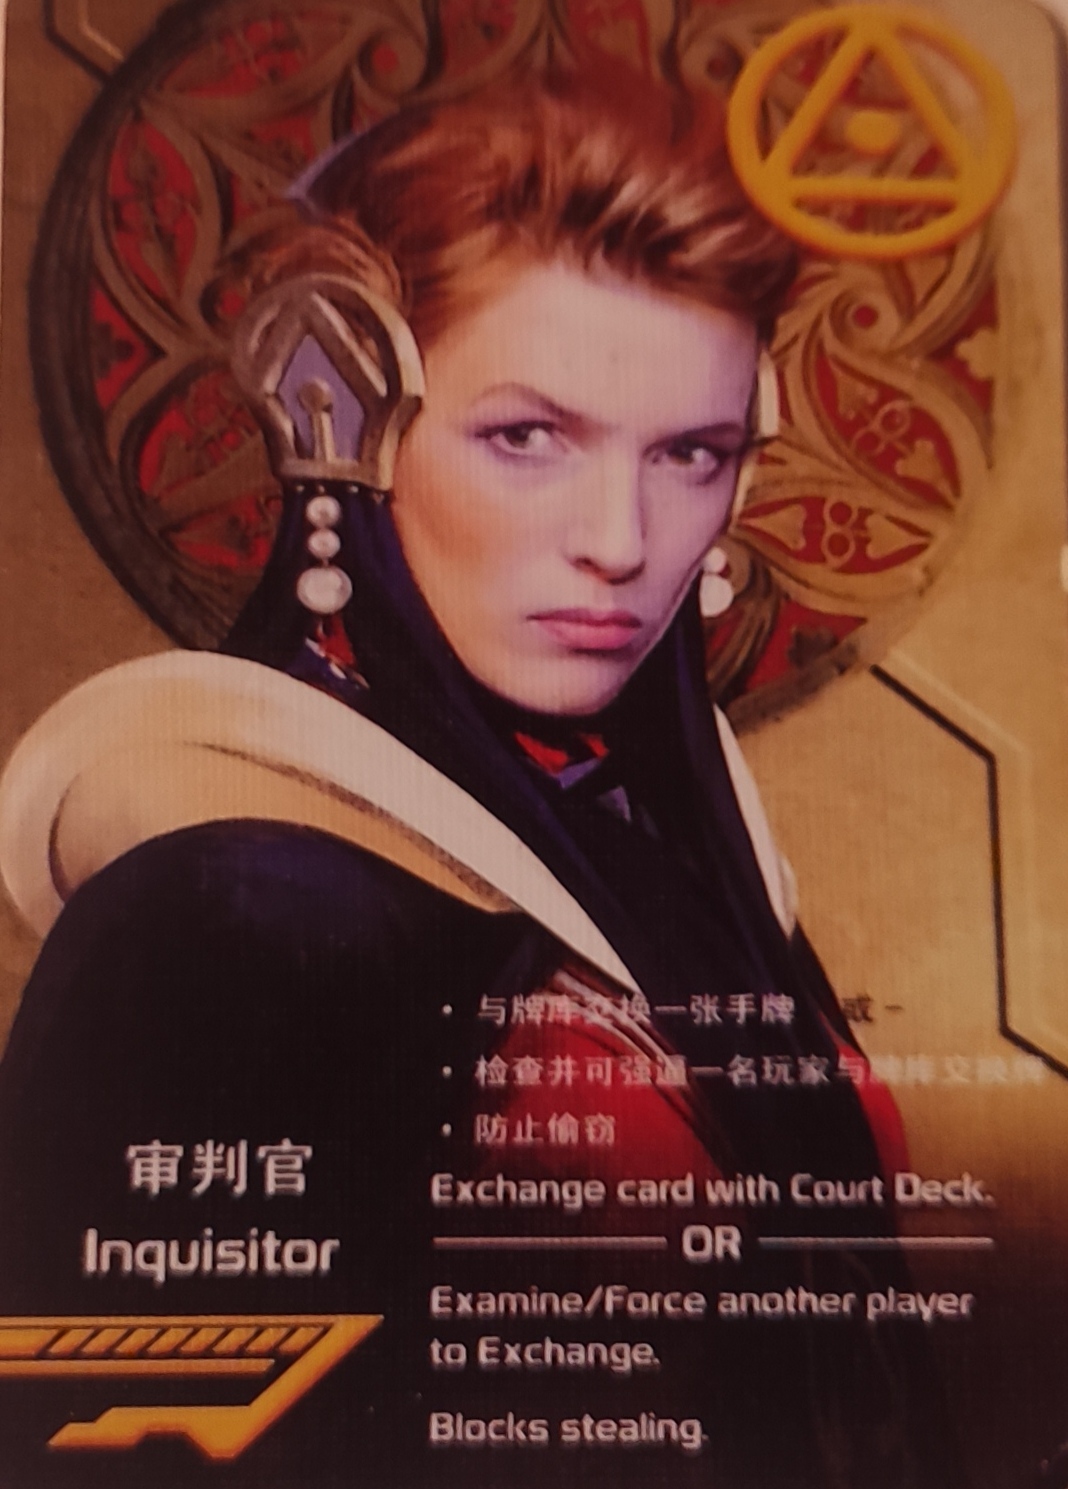 • 与牌库交换一张手牌 或 -
• 检查并可强逼一名玩家与牌库交换牌
• 防止偷窃
审判官
Inquisitor
Exchange card with Court Deck.
OR
Examine/Force another player
to Exchange.
Blocks stealing.